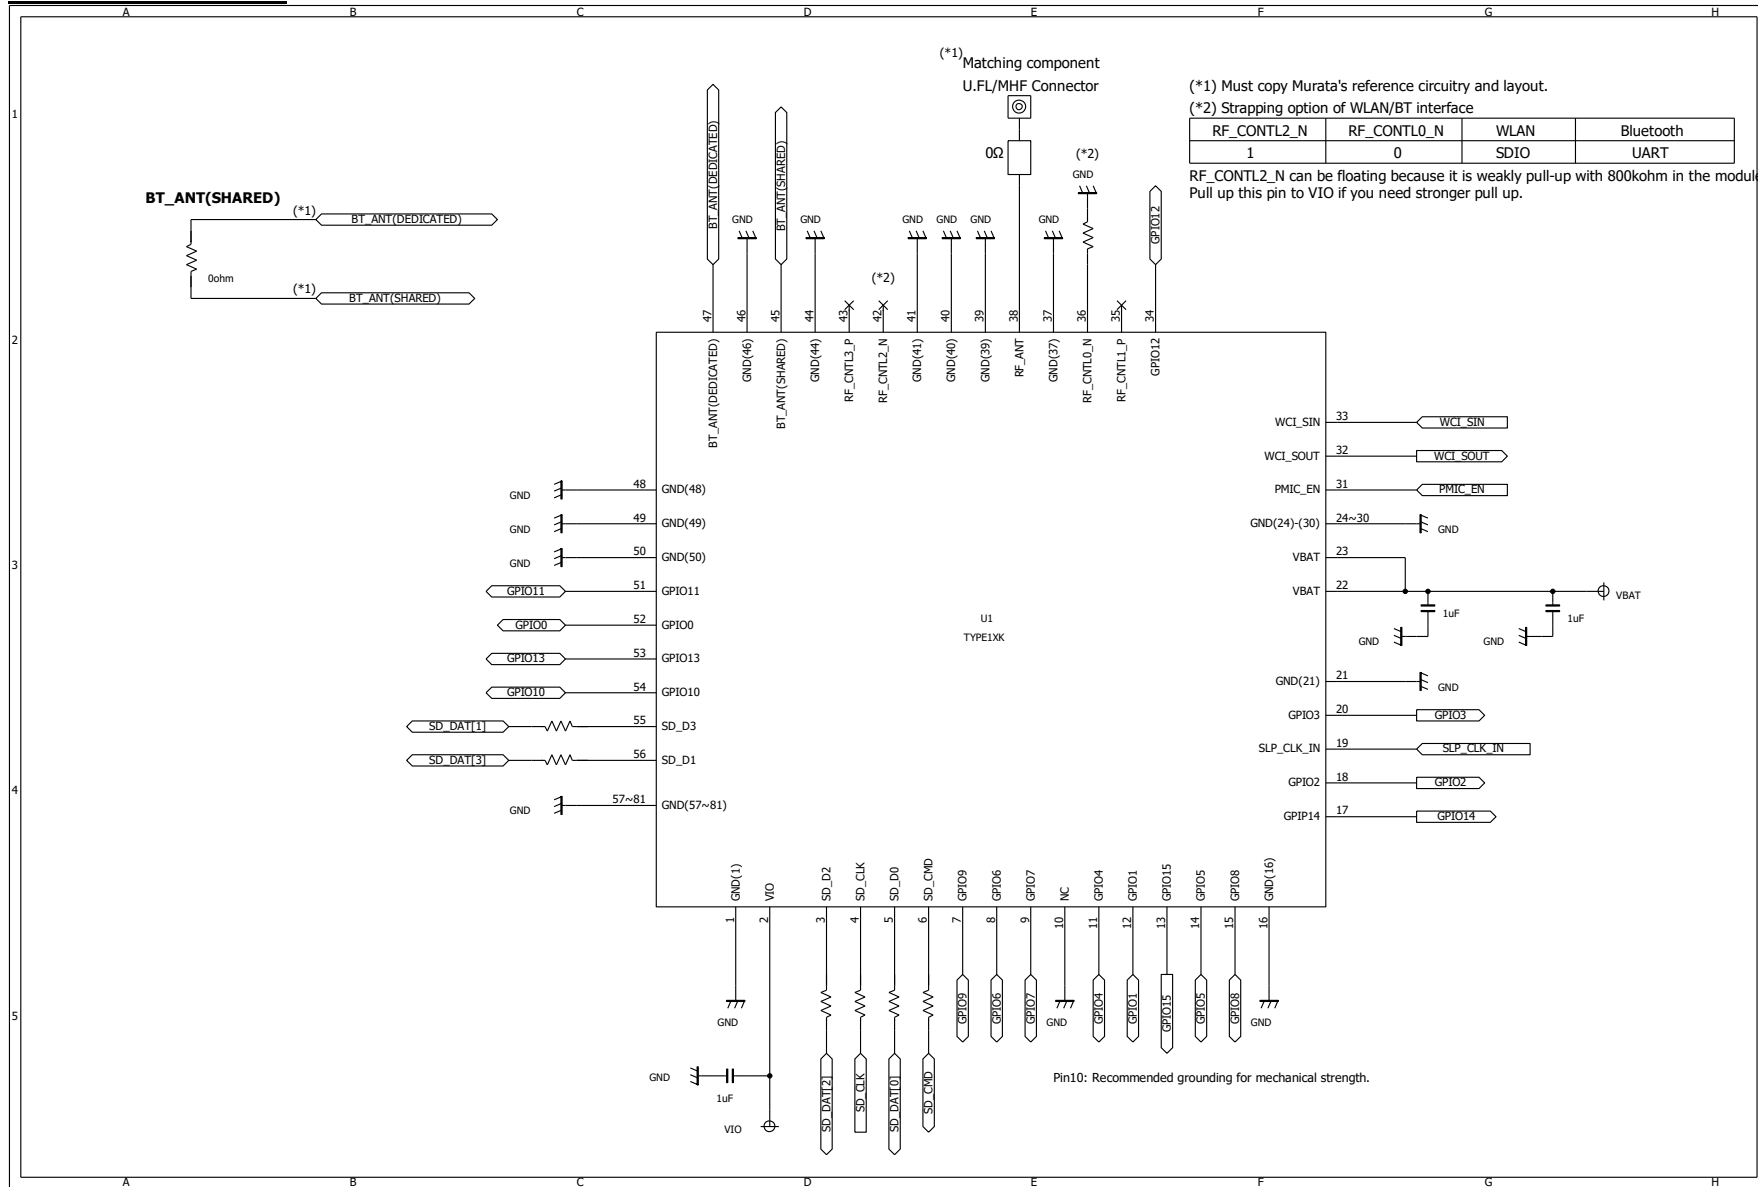 A B C D E F G H
(*1) Matching component
U.FL/MHF Connector
0Ω
(*2)
GND
(*1) Must copy Murata's reference circuitry and layout.
(*2) Strapping option of WLAN/BT interface
RF_CONTL2_N RF_CONTL0_N WLAN Bluetooth
1 0 SDIO UART
RF_CONTL2_N can be floating because it is weakly pull-up with 800kohm in the module
Pull up this pin to VIO if you need stronger pull up.
BT_ANT(SHARED)
(*1) BT_ANT(DEDICATED)
0ohm
(*1) BT_ANT(SHARED)
BT_ANT(DEDICATED)
GND
BT_ANT(SHARED)
GND
(*2)
GND
GND
GND
GND
GPIO12
47 46 45 44 43 42 41 40 39 38 37 36 35 34
BT_ANT(DEDICATED)
GND(46)
BT_ANT(SHARED)
GND(44)
RF_CNTL3_P
RF_CNTL2_N
GND(41)
GND(40)
GND(39)
RF_ANT
GND(37)
RF_CNTL0_N
RF_CNTL1_P
GPIO12
GND 48 GND(48)
GND 49 GND(49)
GND 50 GND(50)
GPIO11 51 GPIO11
GPIO0 52 GPIO0
GPIO13 53 GPIO13
GPIO10 54 GPIO10
SD_DAT[1] 55 SD_D3
SD_DAT[3] 56 SD_D1
GND 57~81 GND(57~81)
U1
TYPE1XK
WCI_SIN 33 WCI_SIN
WCI_SOUT 32 WCI_SOUT
PMIC_EN 31 PMIC_EN
GND(24)-(30) 24~30 GND
VBAT 23
VBAT 22 VBAT
1uF 1uF
GND GND
GND(21) 21 GND
GPIO3 20 GPIO3
SLP_CLK_IN 19 SLP_CLK_IN
GPIO2 18 GPIO2
GPIP14 17 GPIO14
GND(1)
VIO
SD_D2
SD_CLK
SD_D0
SD_CMD
GPIO9
GPIO6
GPIO7
NC
GPIO4
GPIO1
GPIO15
GPIO5
GPIO8
GND(16)
1 2 3 4 5 6 7 8 9 10 11 12 13 14 15 16
GND
GPIO9
GPIO6
GPIO7
GND
GPIO4
GPIO1
GPIO15
GPIO5
GPIO8
GND
GND
1uF
VIO
SD_DAT[2]
SD_CLK
SD_DAT[0]
SD_CMD
Pin10: Recommended grounding for mechanical strength.
1
2
3
4
5
A B C D E F G H